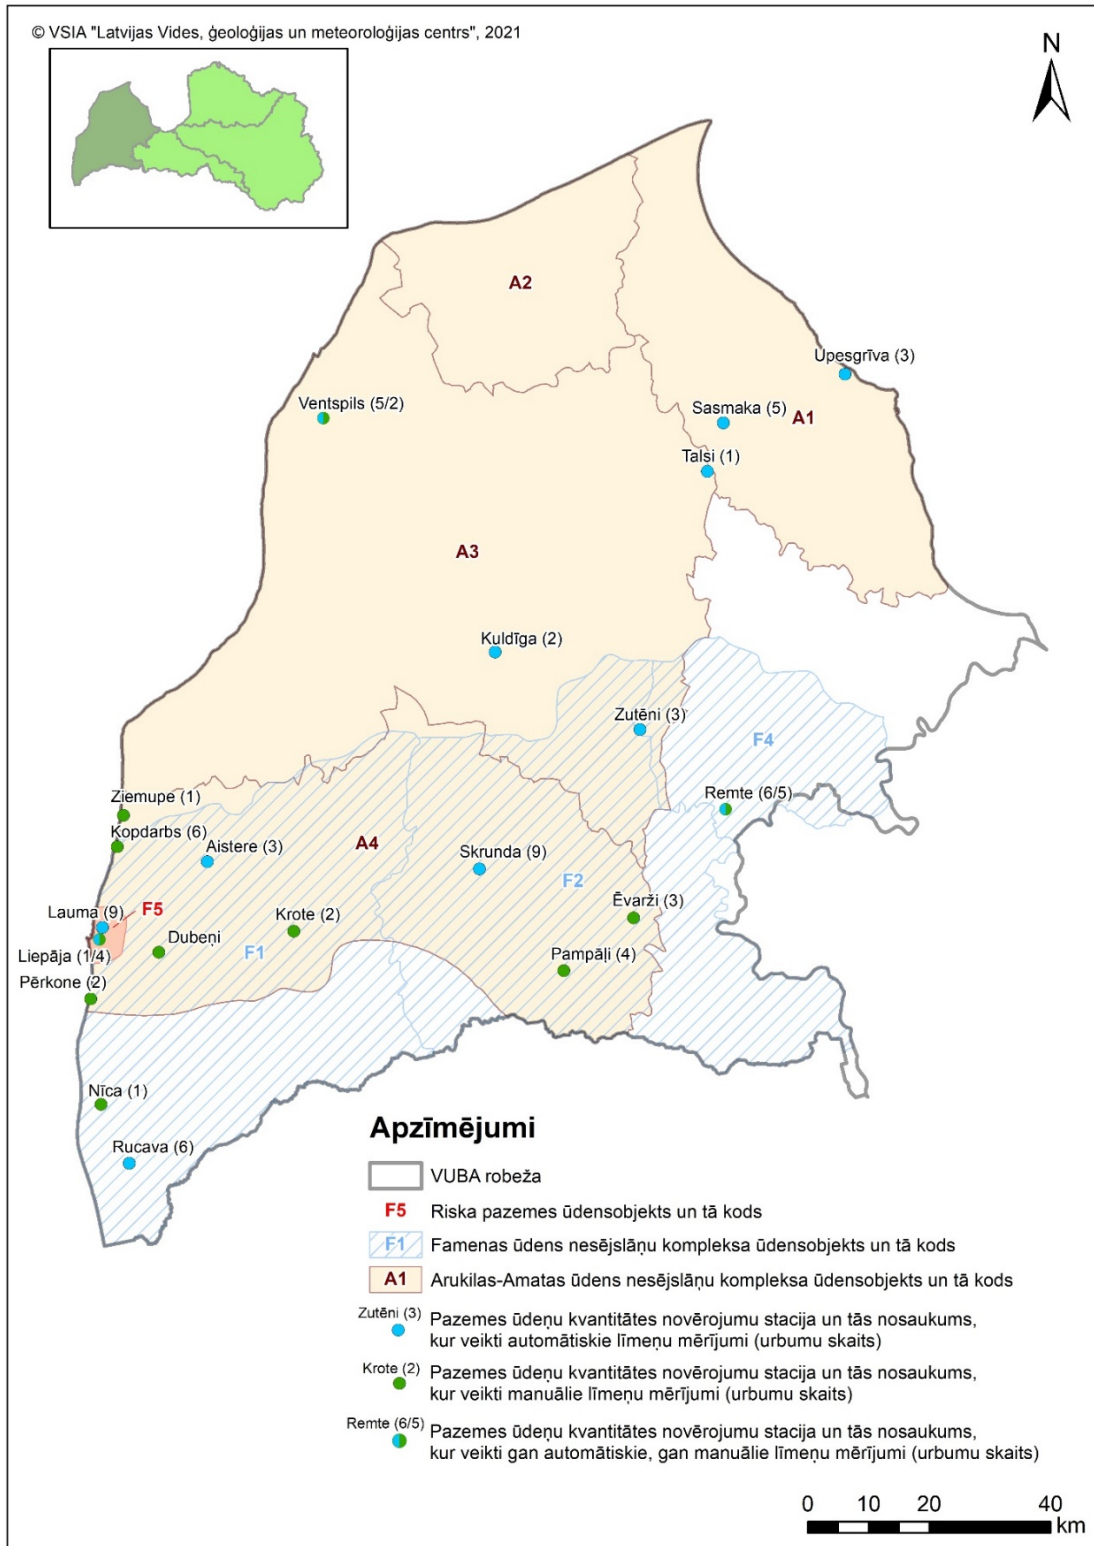 © VSIA "Latvijas Vides, ģeoloģijas un meteoroloģijas centrs", 2021
N
A2
Upesgrīva (3)
Ventspils (5/2)
Sasmaka (5)
A1
Talsi (1)
A3
Kuldīga (2)
Zutēni (3)
F4
Ziemupe (1)
Remte (6/5)
Kopdarbs (6)
Aistere (3)
A4
Skrunda (9)
F2
Lauma (9)
F5
Krote (2)
Ēvarži (3)
Liepāja (1/4)
Dubeņi
F1
Pampāļi (4)
Pērkone (2)
Nīca (1)
Rucava (6)
Apzīmējumi
VUBA robeža
F5 Riska pazemes ūdensobjekts un tā kods
F1 Famenas ūdens nesējslāņu kompleksa ūdensobjekts un tā kods
A1 Arukilas-Amatas ūdens nesējslāņu kompleksa ūdensobjekts un tā kods
Zutēni (3) Pazemes ūdeņu kvantitātes novērojumu stacija un tās nosaukums,
kur veikti automātiskie līmeņu mērījumi (urbumu skaits)
Krote (2) Pazemes ūdeņu kvantitātes novērojumu stacija un tās nosaukums,
kur veikti manuālie līmeņu mērījumi (urbumu skaits)
Remte (6/5) Pazemes ūdeņu kvantitātes novērojumu stacija un tās nosaukums,
kur veikti gan automātiskie, gan manuālie līmeņu mērījumi (urbumu skaits)
0 10 20 40
km